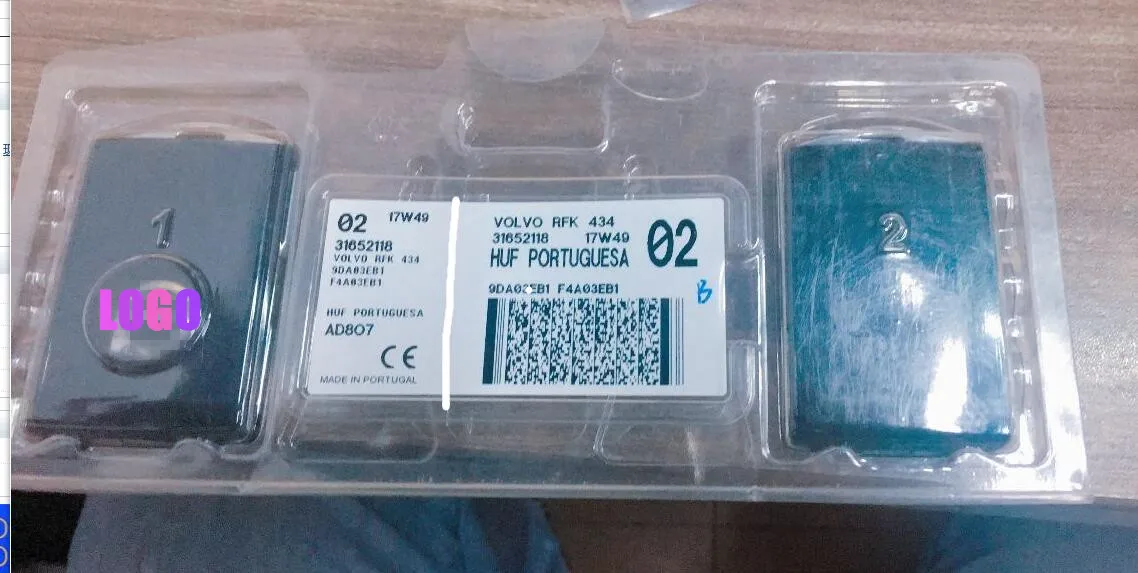 1
LOGO
02 17W49
31652118
VOLVO RFK 434
9DA03EB1
F4A03EB1
HUF PORTUGUESA
AD807
CE
MADE IN PORTUGAL
VOLVO RFK 434
31652118 17W49
HUF PORTUGUESA
02
9DA03EB1 F4A03EB1
B
2